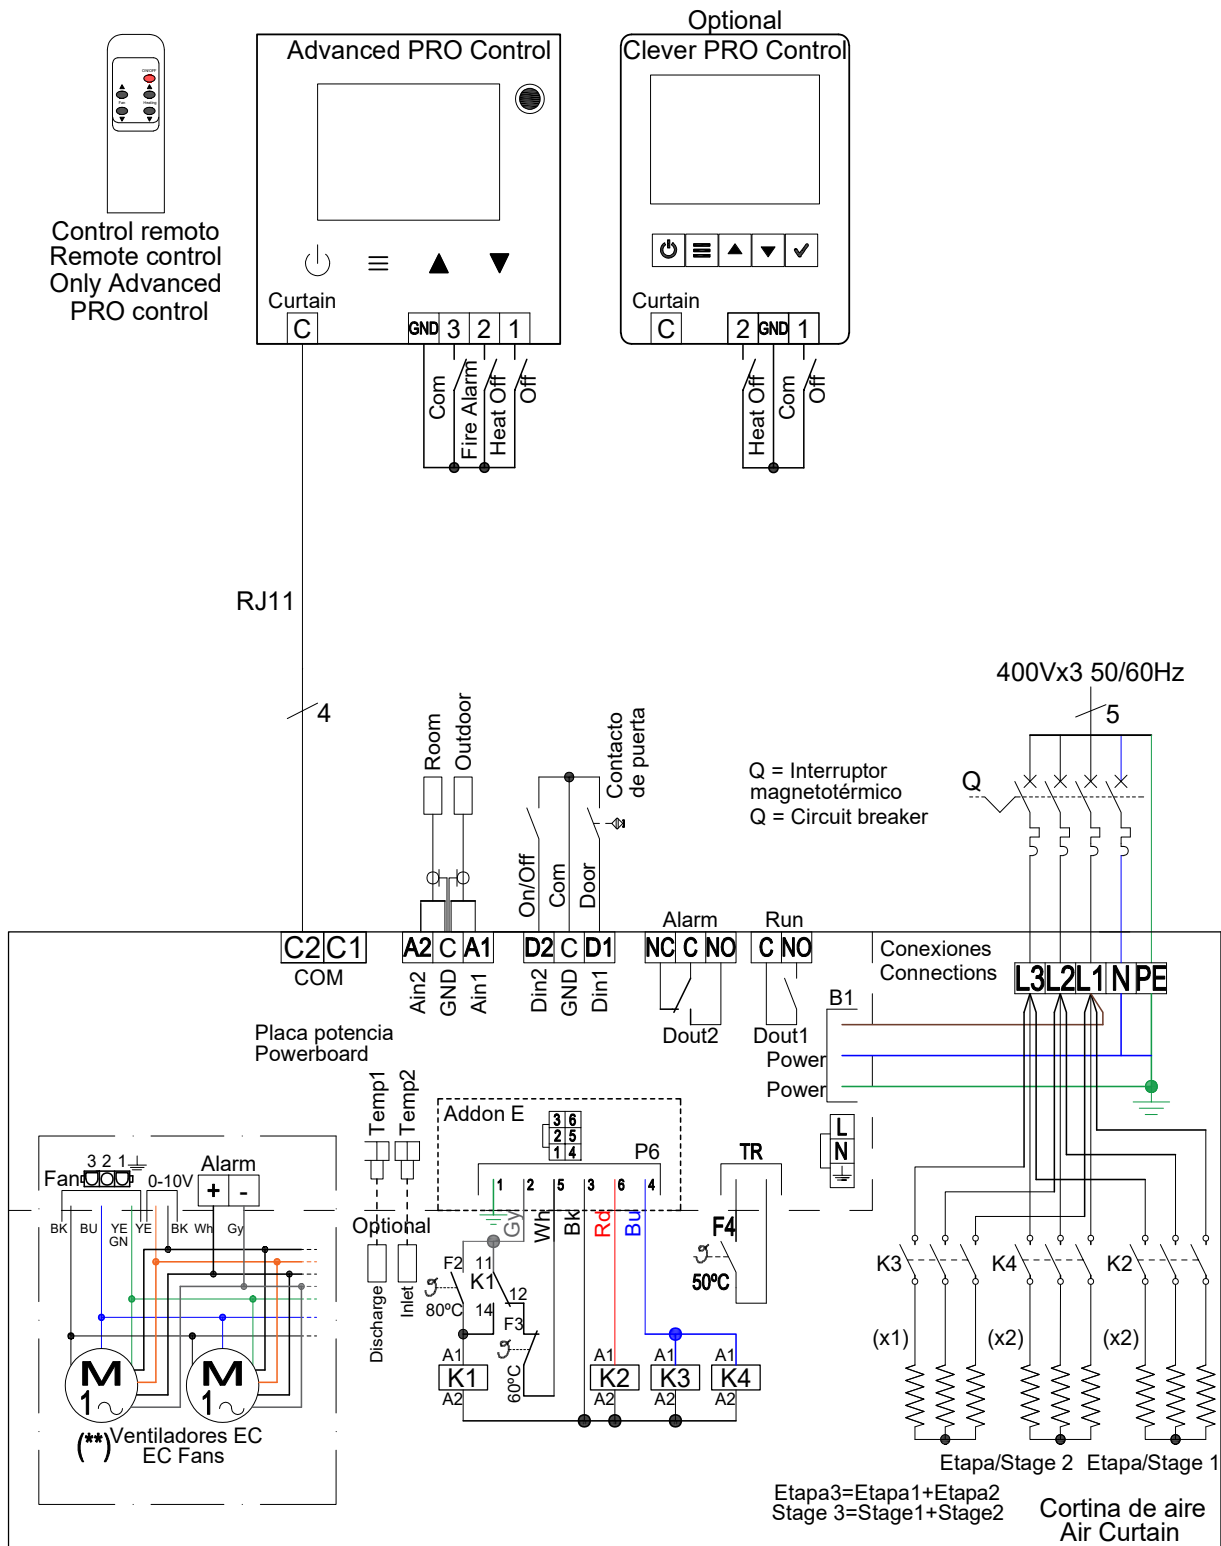 Optional
Advanced PRO Control
Clever PRO Control
ON/OFF
Fan
Heating
Control remoto
Remote control
Only Advanced
PRO control
Curtain
C
GND 3 2 1
Curtain
C
2 GND 1
Com
Fire Alarm
Heat Off
Off
Heat Off
Com
Off
RJ11
4
400Vx3 50/60Hz
5
Room
Outdoor
Contacto
de puerta
Q = Interruptor
magnetotérmico
Q = Circuit breaker
Q
On/Off
Com
Door
Alarm
Run
C2 C1
COM
A2 C A1
Ain2
GND
Ain1
D2 C D1
Din2
GND
Din1
NC C NO
Dout2
C NO
Dout1
Conexiones
Connections
L3 L2 L1 N PE
B1
Power
Power
Placa potencia
Powerboard
Temp1
Temp2
Addon E
3 6
2 5
1 4
P6
1 2 5 3 6 4
TR
L
N
Fan
3 2 1
0-10V
Alarm
+ -
BK BU YE
GN
YE BK Wh Gy
Optional
Discharge
Inlet
Gy
Wh
Bk
Rd
Bu
F4
50ºC
F2
80ºC
11
K1
12
14
F3
60ºC
A1
K1
A2
A1
K2
A2
A1
K3
A2
A1
K4
A2
K3
K4
K2
(x1)
(x2)
(x2)
M
1
M
1
(**)
Ventiladores EC
EC Fans
Etapa/Stage 2
Etapa/Stage 1
Etapa3=Etapa1+Etapa2
Stage 3=Stage1+Stage2
Cortina de aire
Air Curtain